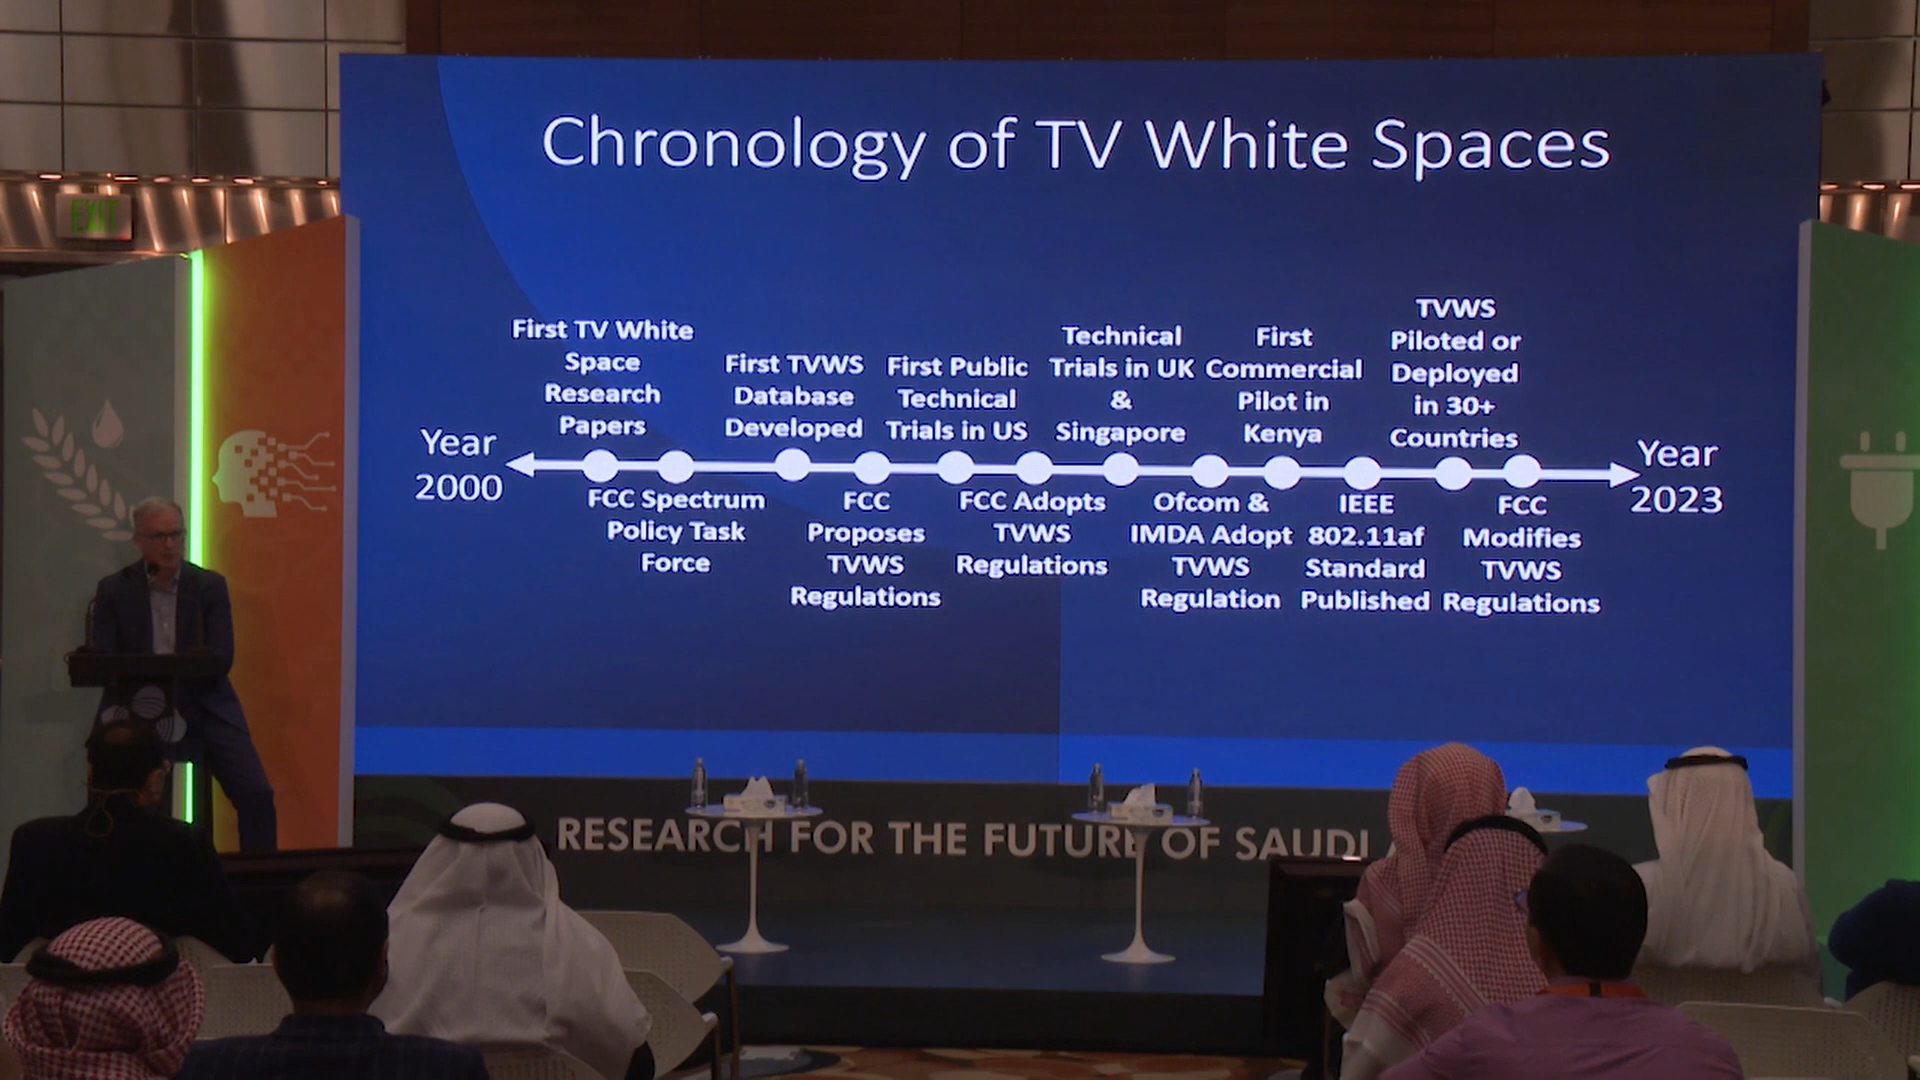 EXIT
Chronology of TV White Spaces
Year
2000
First TV White
Space
Research
Papers
FCC Spectrum
Policy Task
Force
First TVWS
Database
Developed
FCC
Proposes
TVWS
Regulations
First Public
Technical
Trials in US
FCC Adopts
TVWS
Regulations
Technical
Trials in UK
&
Singapore
Ofcom &
IMDA Adopt
TVWS
Regulation
First
Commercial
Pilot in
Kenya
IEEE
802.11af
Standard
Published
TVWS
Piloted or
Deployed
in 30+
Countries
FCC
Modifies
TVWS
Regulations
Year
2023
RESEARCH FOR THE FUTURE OF SAUDI